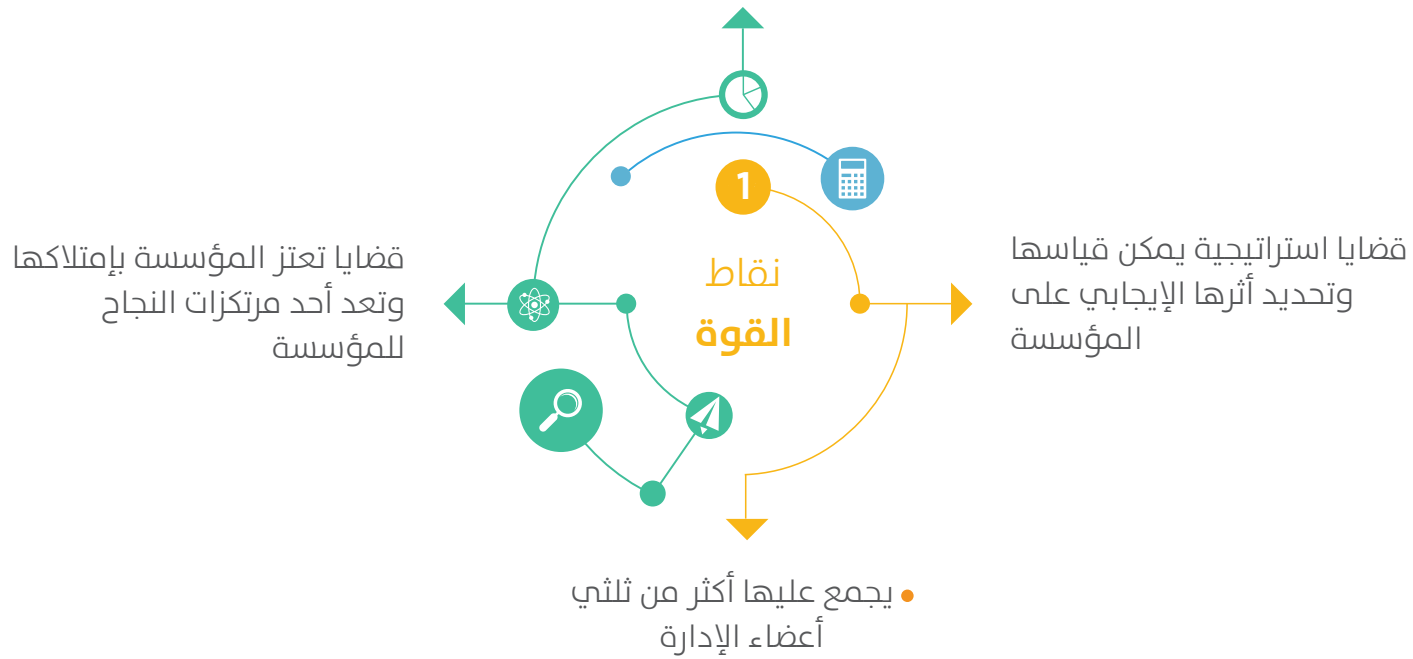 1
نقاط
القوة
قضايا استراتيجية يمكن قياسها
وتحديد أثرها الإيجابي على
المؤسسة
قضايا تعتز المؤسسة بإمتلاكها
وتعد أحد مرتكزات النجاح
للمؤسسة
• يجمع عليها أكثر من ثلثي
أعضاء الإدارة